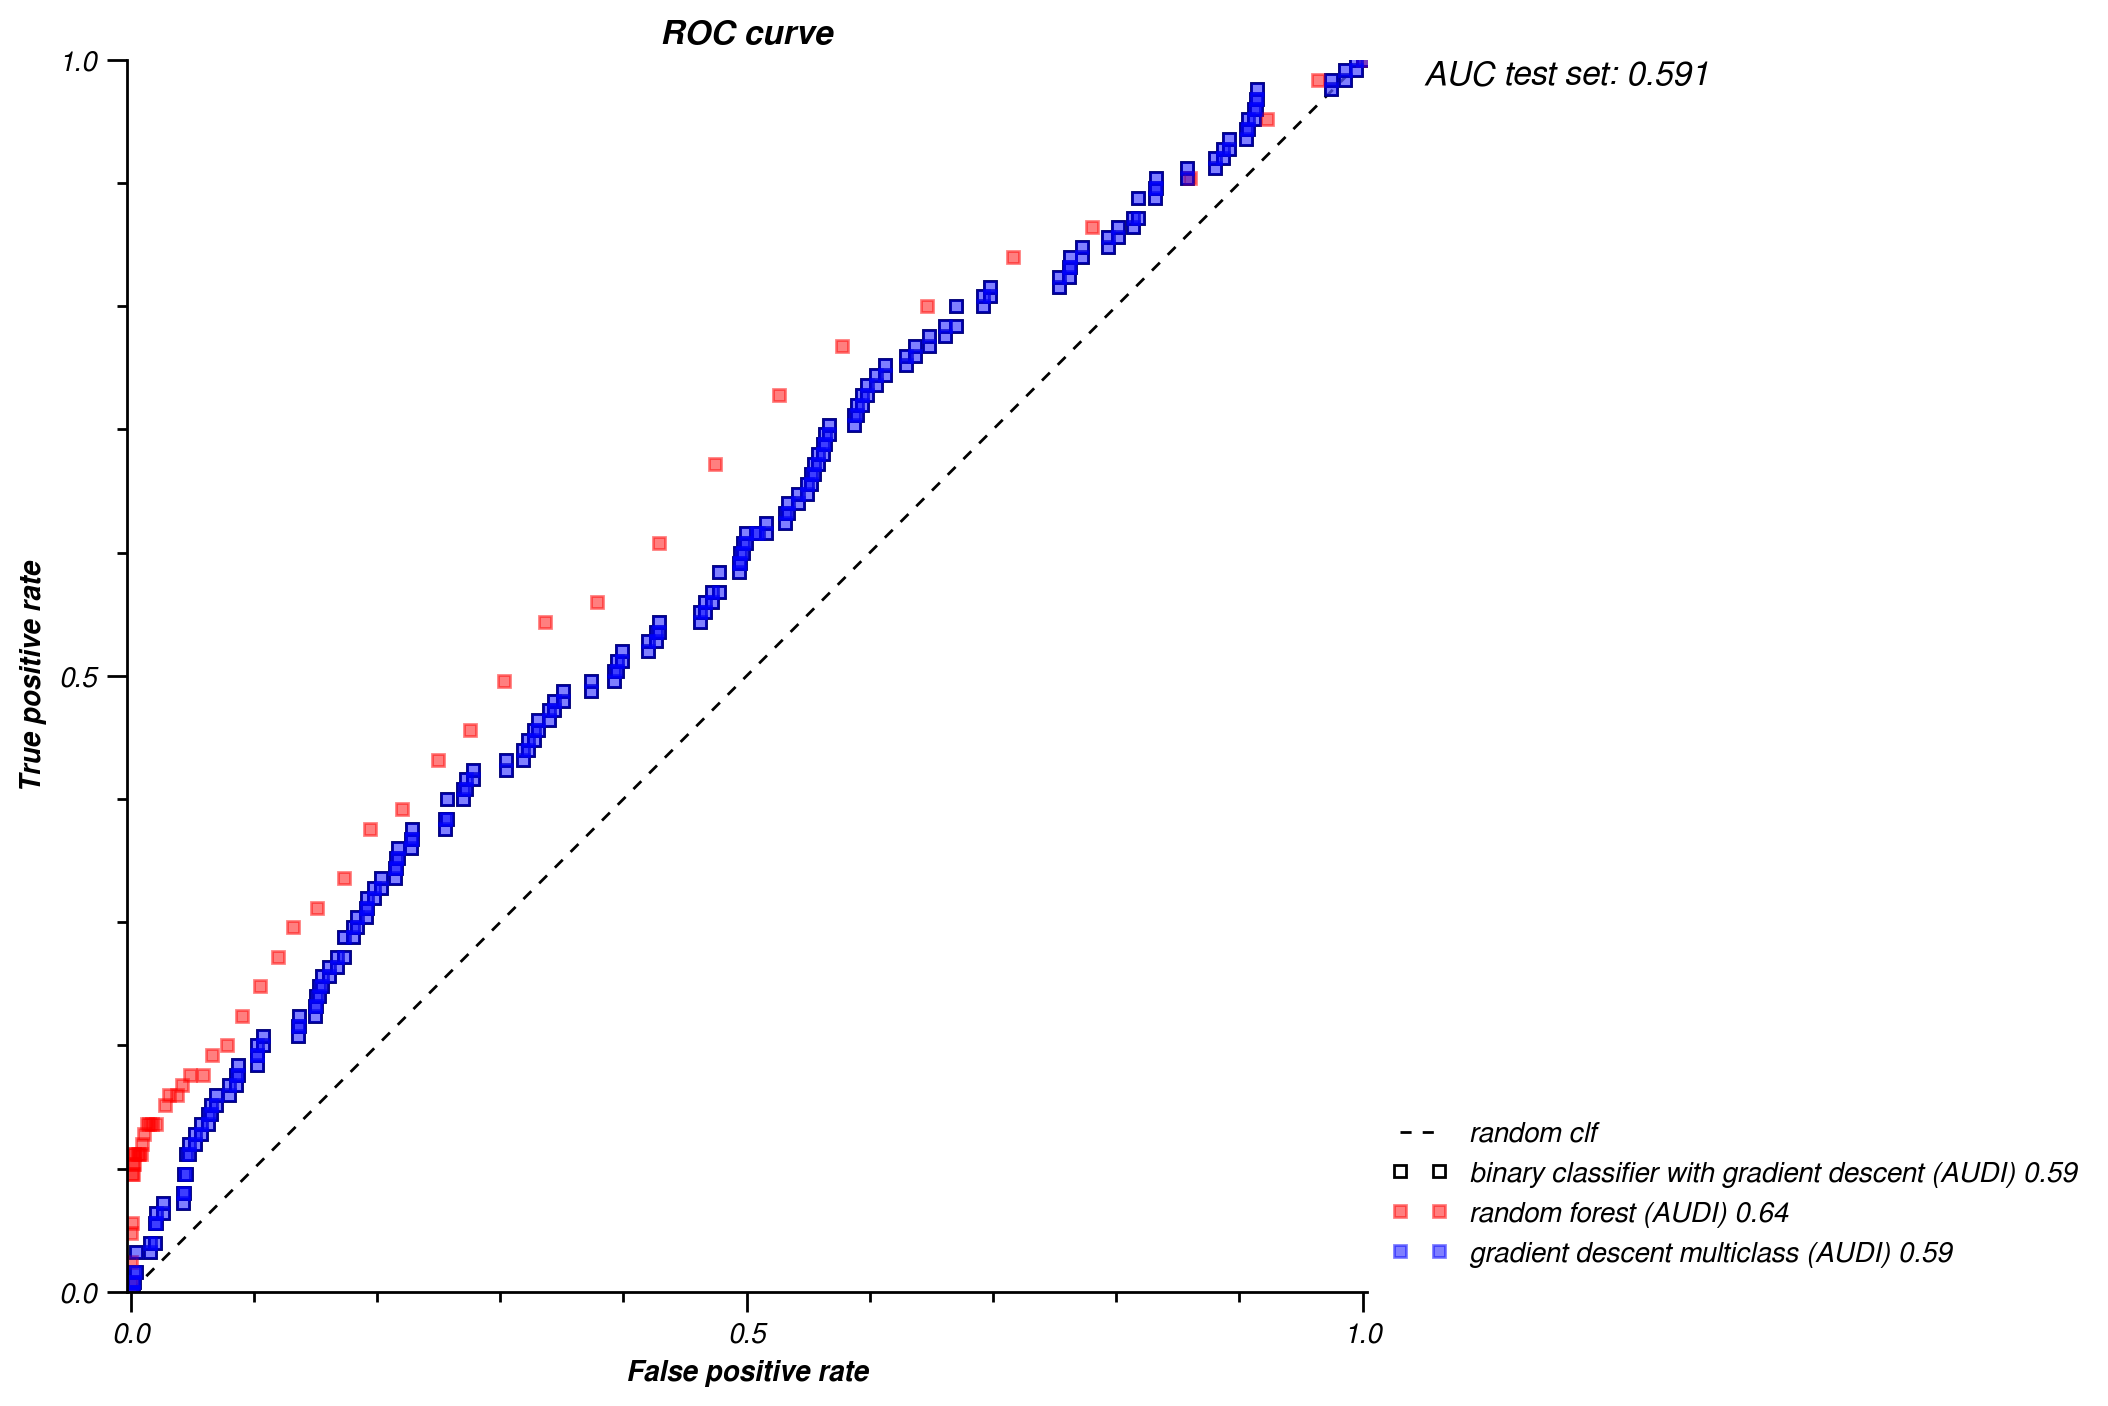 ROC curve
AUC test set: 0.591
1.0
0.5
0.0
True positive rate
0.0
0.5
1.0
False positive rate
random clf
binary classifier with gradient descent (AUDI) 0.59
random forest (AUDI) 0.64
gradient descent multiclass (AUDI) 0.59